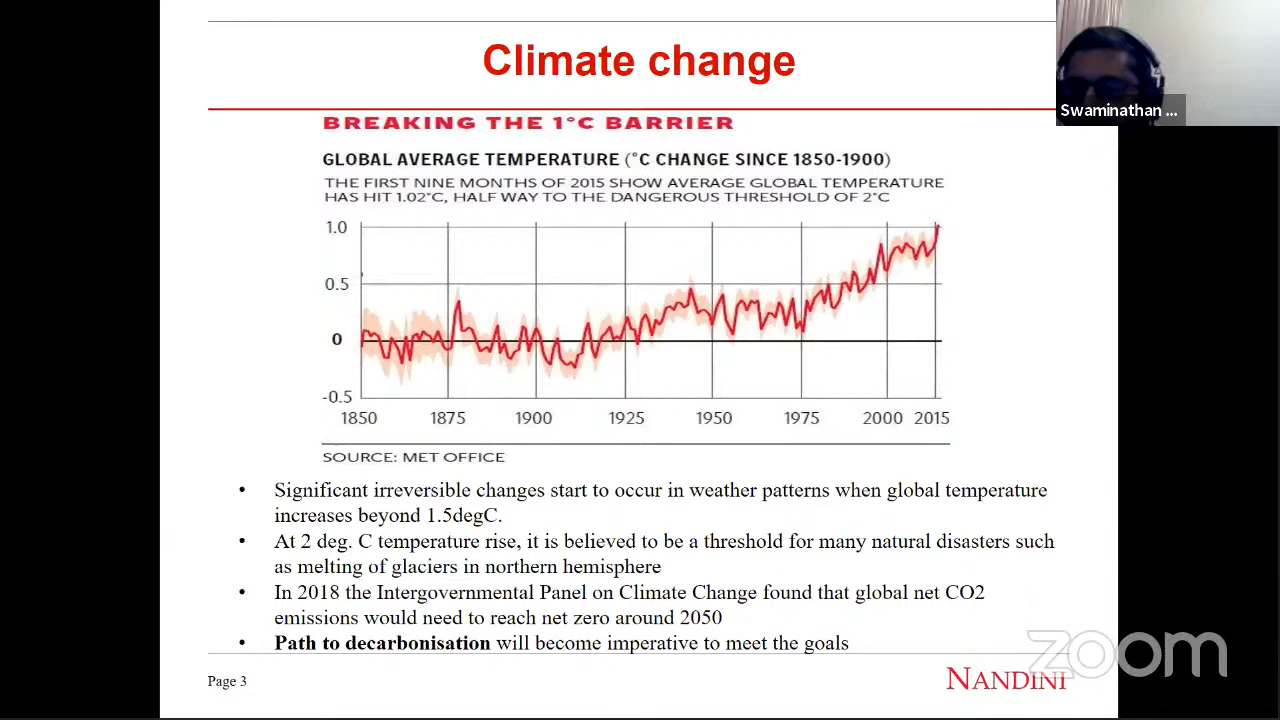 Climate change
Swaminathan ...
BREAKING THE 1°C BARRIER
GLOBAL AVERAGE TEMPERATURE (°C CHANGE SINCE 1850-1900)
THE FIRST NINE MONTHS OF 2015 SHOW AVERAGE GLOBAL TEMPERATURE
HAS HIT 1.02°C, HALF WAY TO THE DANGEROUS THRESHOLD OF 2°C
1.0
0.5
0
-0.5
1850 1875 1900 1925 1950 1975 2000 2015
SOURCE: MET OFFICE
• Significant irreversible changes start to occur in weather patterns when global temperature
increases beyond 1.5degC.
• At 2 deg. C temperature rise, it is believed to be a threshold for many natural disasters such
as melting of glaciers in northern hemisphere
• In 2018 the Intergovernmental Panel on Climate Change found that global net CO2
emissions would need to reach net zero around 2050
• Path to decarbonisation will become imperative to meet the goals
zoom
Page 3
NANDINI